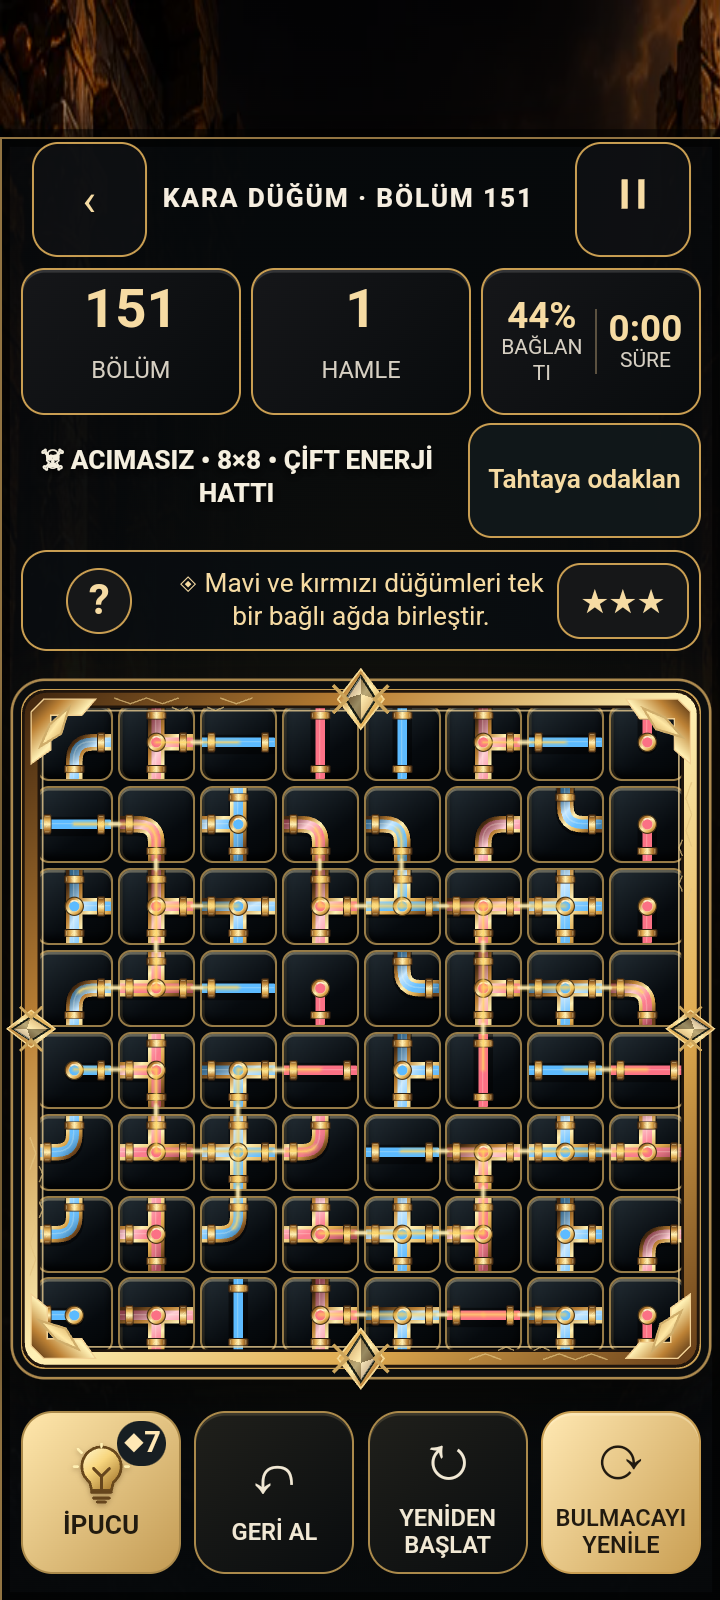 ‹
KARA DÜĞÜM · BÖLÜM 151
151
BÖLÜM
1
HAMLE
44%
BAĞLAN
TI
0:00
SÜRE
☠ ACIMASIZ • 8×8 • ÇİFT ENERJİ
HATTI
Tahtaya odaklan
?
◈ Mavi ve kırmızı düğümleri tek
bir bağlı ağda birleştir.
★★★
◆7
İPUCU
GERİ AL
YENİDEN
BAŞLAT
BULMACAYI
YENİLE